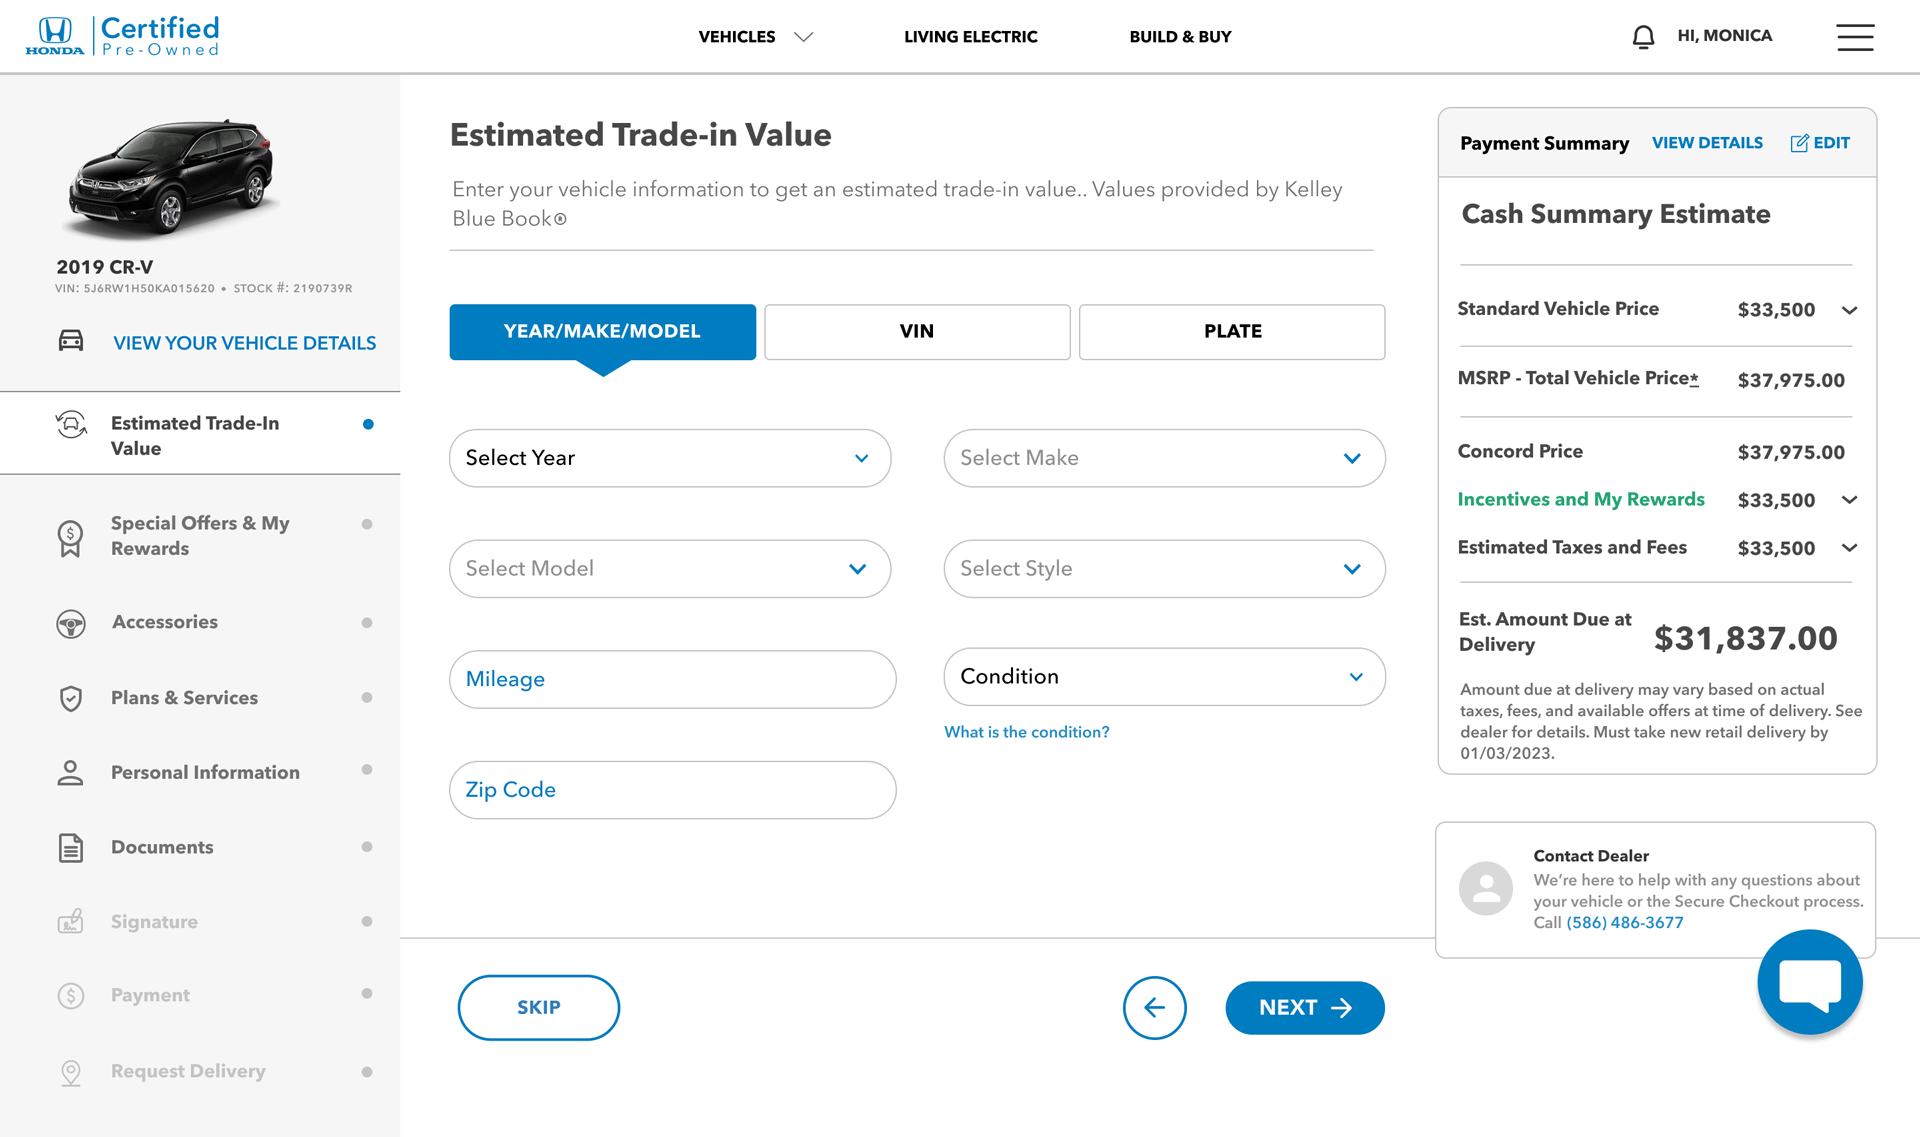 HONDA
Certified
Pre-Owned
VEHICLES
LIVING ELECTRIC
BUILD & BUY
HI, MONICA
2019 CR-V
VIN: 5J6RW1H50KA015620 • STOCK #: 2190739R
VIEW YOUR VEHICLE DETAILS
Estimated Trade-In
Value
Special Offers & My
Rewards
Accessories
Plans & Services
Personal Information
Documents
Signature
Payment
Request Delivery
Estimated Trade-in Value
Enter your vehicle information to get an estimated trade-in value.. Values provided by Kelley
Blue Book®
YEAR/MAKE/MODEL
VIN
PLATE
Select Year
Select Make
Select Model
Select Style
Mileage
Condition
What is the condition?
Zip Code
SKIP
NEXT
Payment Summary
VIEW DETAILS
EDIT
Cash Summary Estimate
Standard Vehicle Price $33,500
MSRP - Total Vehicle Price* $37,975.00
Concord Price $37,975.00
Incentives and My Rewards $33,500
Estimated Taxes and Fees $33,500
Est. Amount Due at
Delivery
$31,837.00
Amount due at delivery may vary based on actual
taxes, fees, and available offers at time of delivery. See
dealer for details. Must take new retail delivery by
01/03/2023.
Contact Dealer
We're here to help with any questions about
your vehicle or the Secure Checkout process.
Call (586) 486-3677